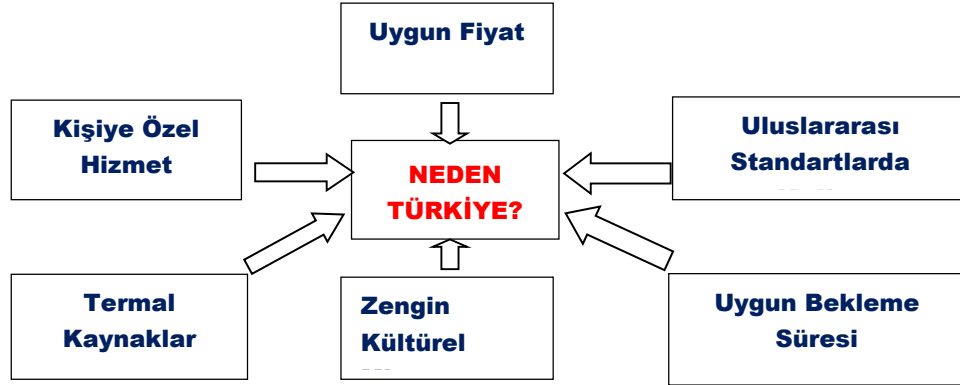 Uygun Fiyat
Kişiye Özel
Hizmet
Uluslararası
Standartlarda
NEDEN
TÜRKİYE?
Termal
Kaynaklar
Zengin
Kültürel
Uygun Bekleme
Süresi